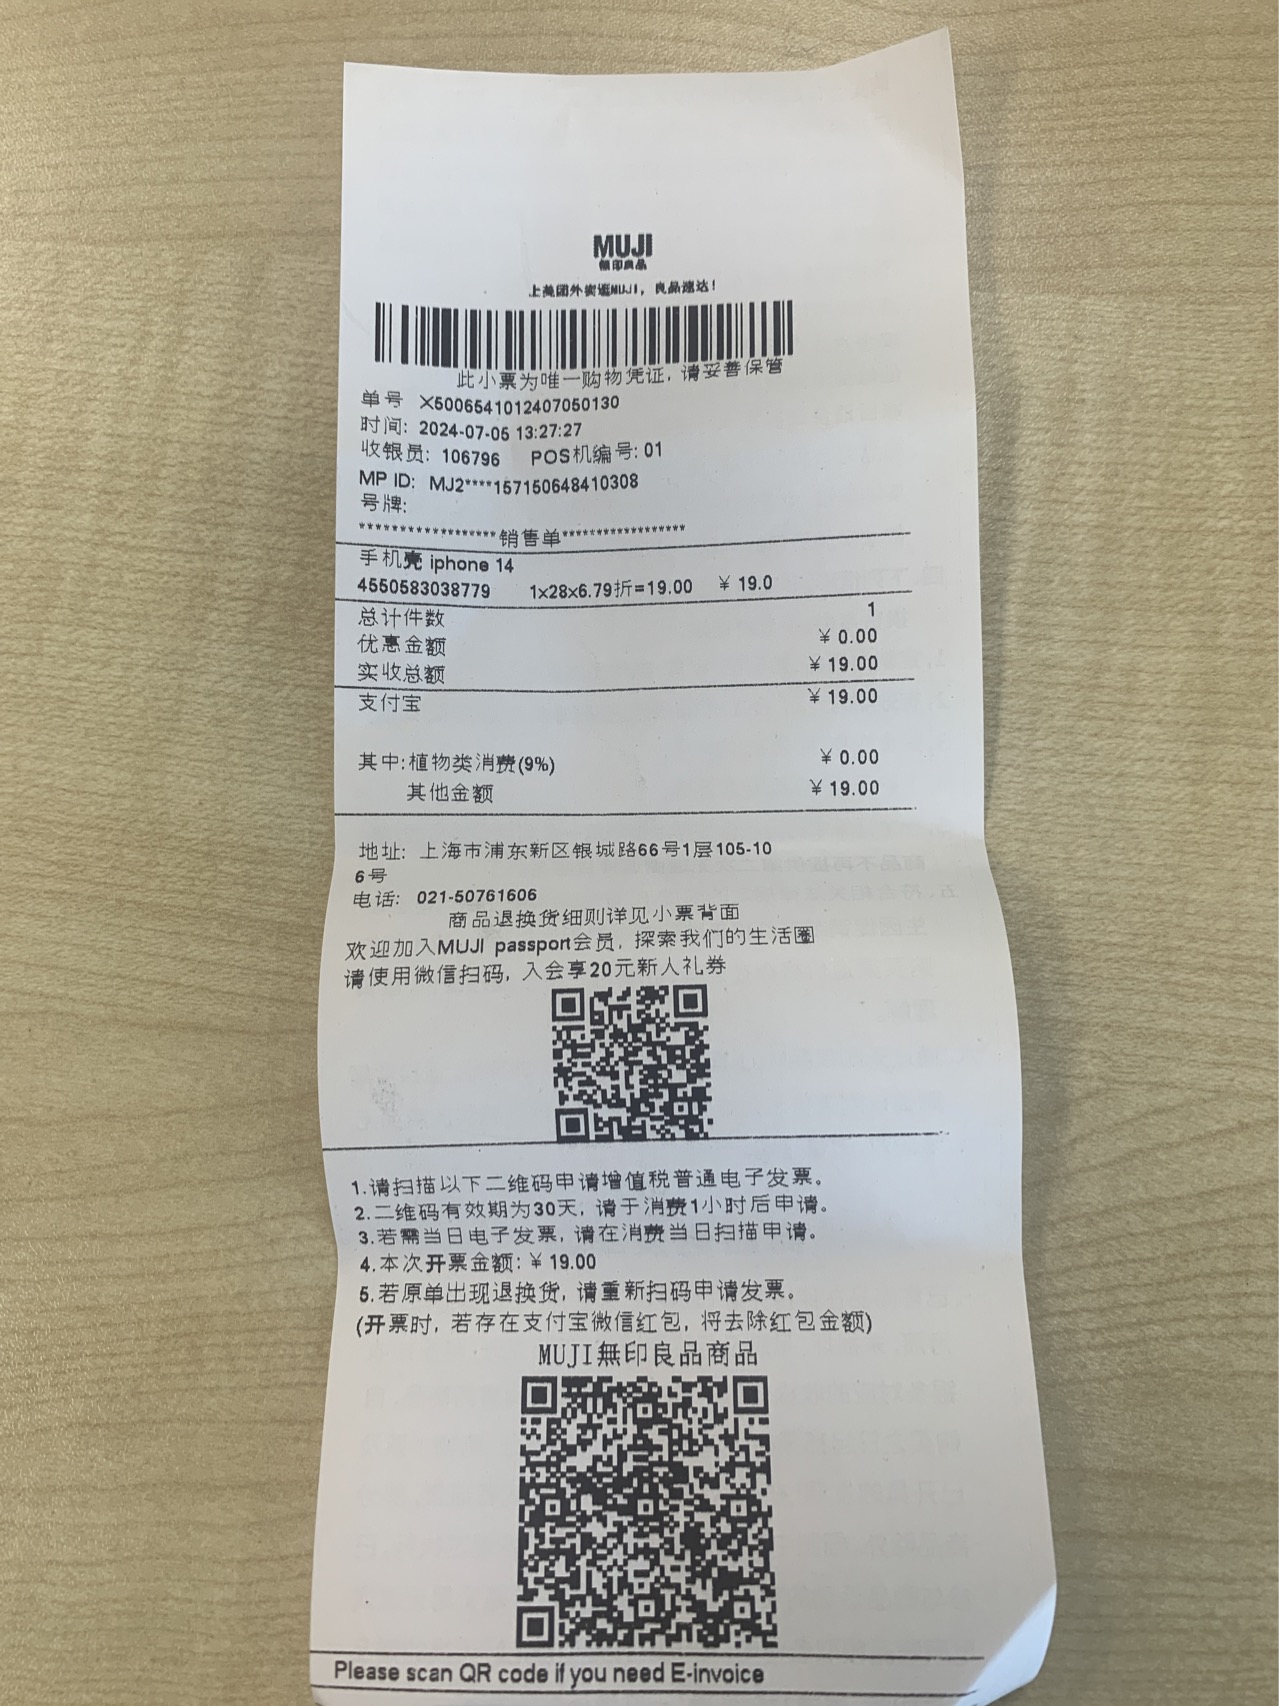 MUJI
無印良品
上美团外卖逛MUJI，良品速达！
此小票为唯一购物凭证, 请妥善保管
单号 X5006541012407050130
时间: 2024-07-05 13:27:27
收银员: 106796 POS机编号: 01
MP ID: MJ2****157150648410308
号牌:
*****************销售单*****************
手机壳 iphone 14
4550583038779 1x28x6.79折=19.00 ¥ 19.0
总计件数 1
优惠金额 ¥ 0.00
实收总额 ¥ 19.00
支付宝 ¥ 19.00
其中:植物类消费(9%) ¥ 0.00
其他金额 ¥ 19.00
地址: 上海市浦东新区银城路66号1层105-10
6号
电话: 021-50761606
商品退换货细则详见小票背面
欢迎加入MUJI passport会员, 探索我们的生活圈
请使用微信扫码, 入会享20元新人礼券
1.请扫描以下二维码申请增值税普通电子发票。
2.二维码有效期为30天, 请于消费1小时后申请。
3.若需当日电子发票, 请在消费当日扫描申请。
4.本次开票金额: ¥ 19.00
5.若原单出现退换货, 请重新扫码申请发票。
(开票时, 若存在支付宝微信红包, 将去除红包金额)
MUJI無印良品商品
Please scan QR code if you need E-invoice